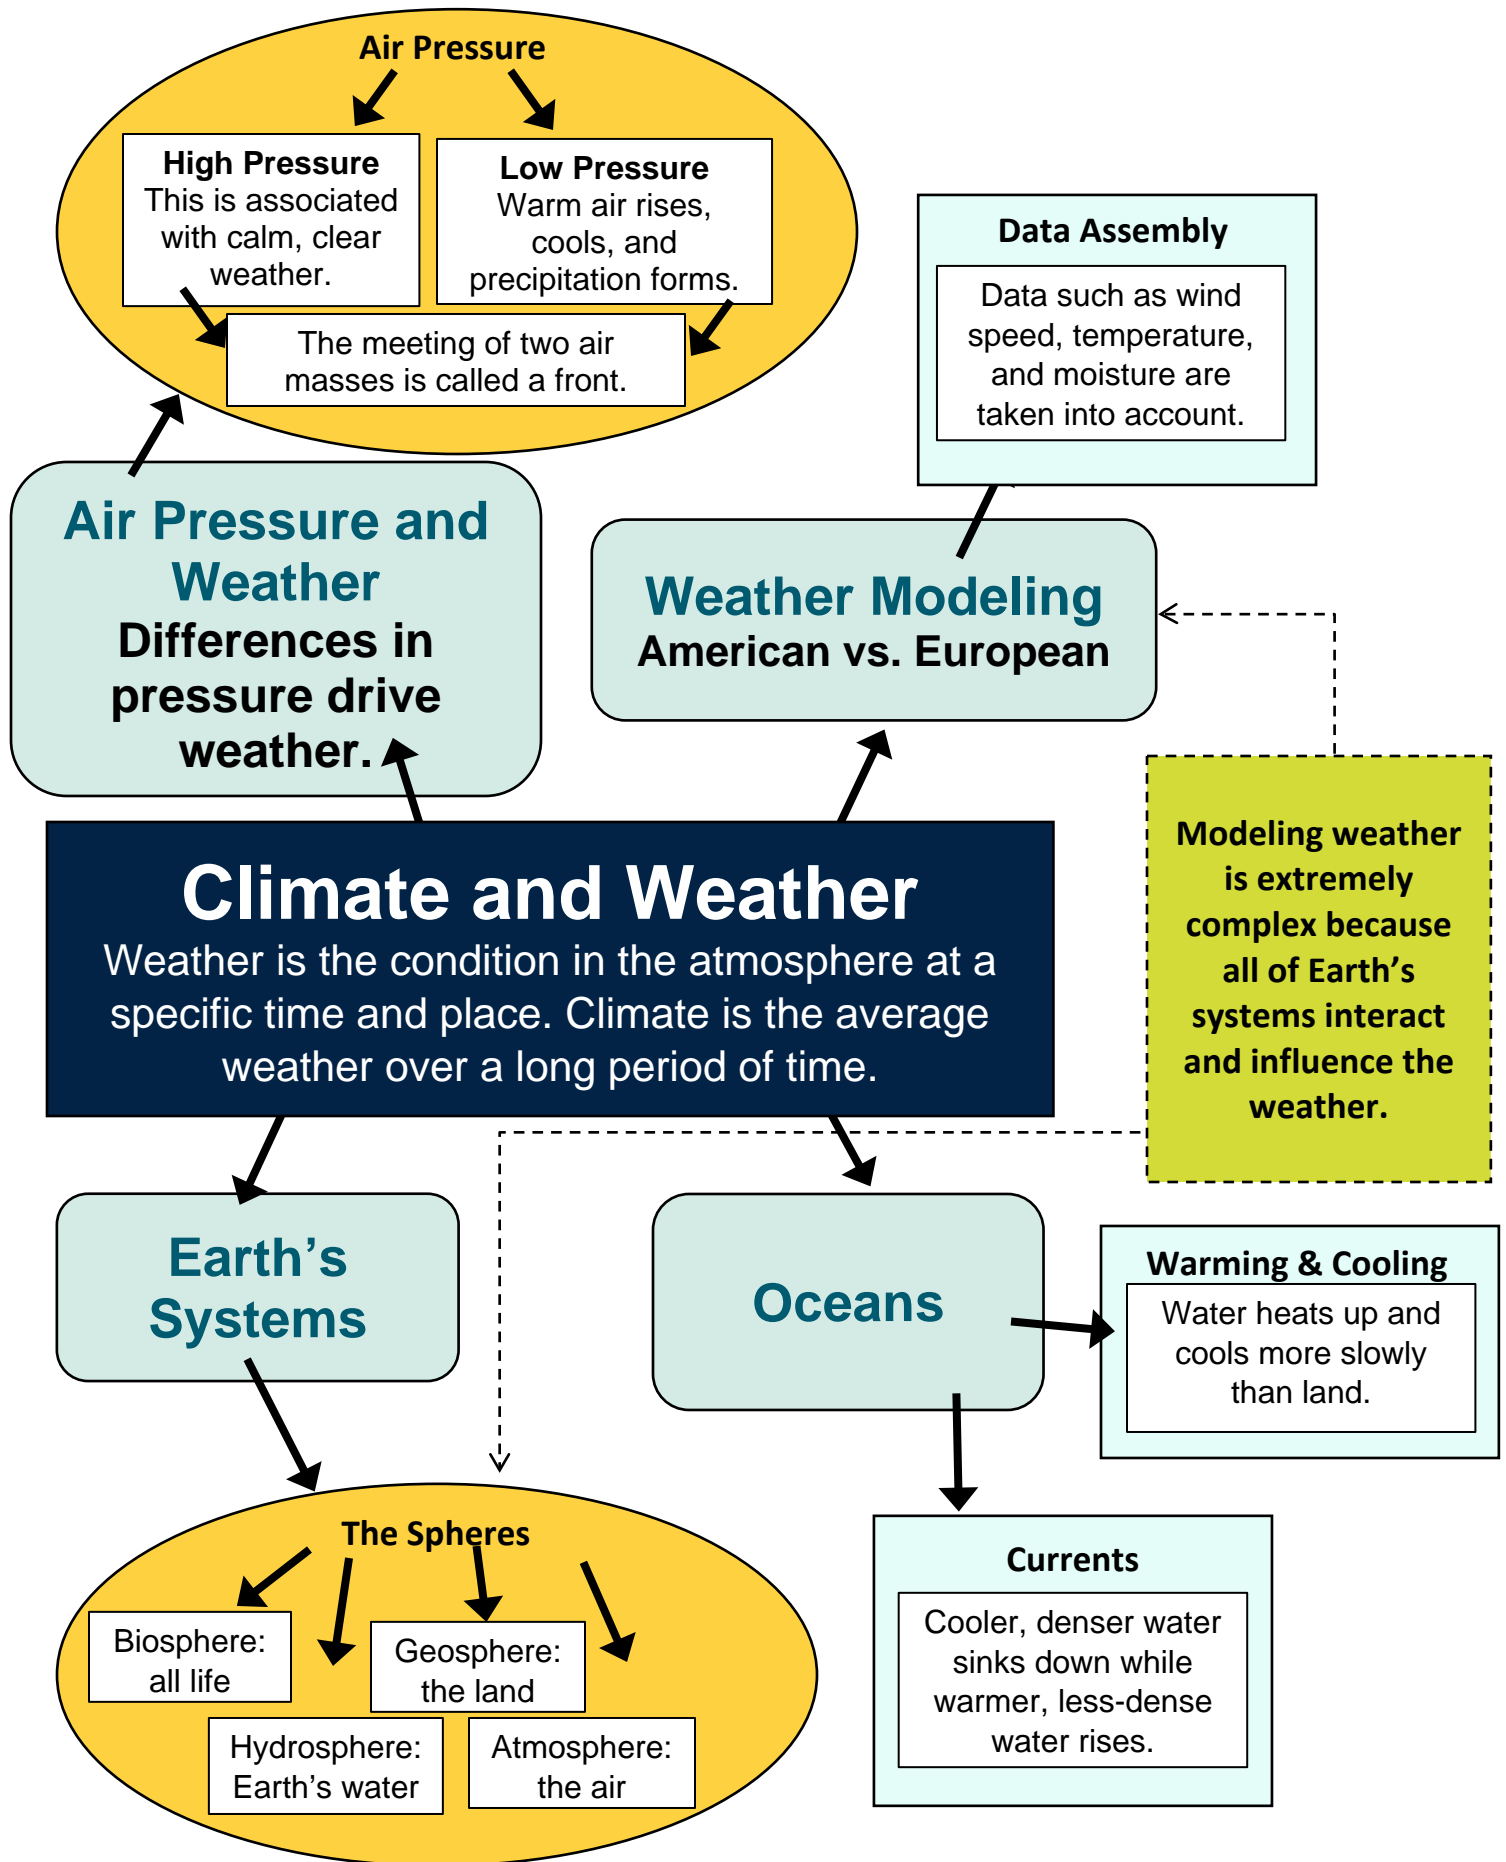 Air Pressure
High Pressure
This is associated
with calm, clear
weather.
Low Pressure
Warm air rises,
cools, and
precipitation forms.
The meeting of two air
masses is called a front.
Data Assembly
Data such as wind
speed, temperature,
and moisture are
taken into account.
Air Pressure and
Weather
Differences in
pressure drive
weather.
Weather Modeling
American vs. European
Modeling weather
is extremely
complex because
all of Earth’s
systems interact
and influence the
weather.
Climate and Weather
Weather is the condition in the atmosphere at a
specific time and place. Climate is the average
weather over a long period of time.
Earth’s
Systems
Oceans
Warming & Cooling
Water heats up and
cools more slowly
than land.
The Spheres
Biosphere:
all life
Geosphere:
the land
Hydrosphere:
Earth’s water
Atmosphere:
the air
Currents
Cooler, denser water
sinks down while
warmer, less-dense
water rises.